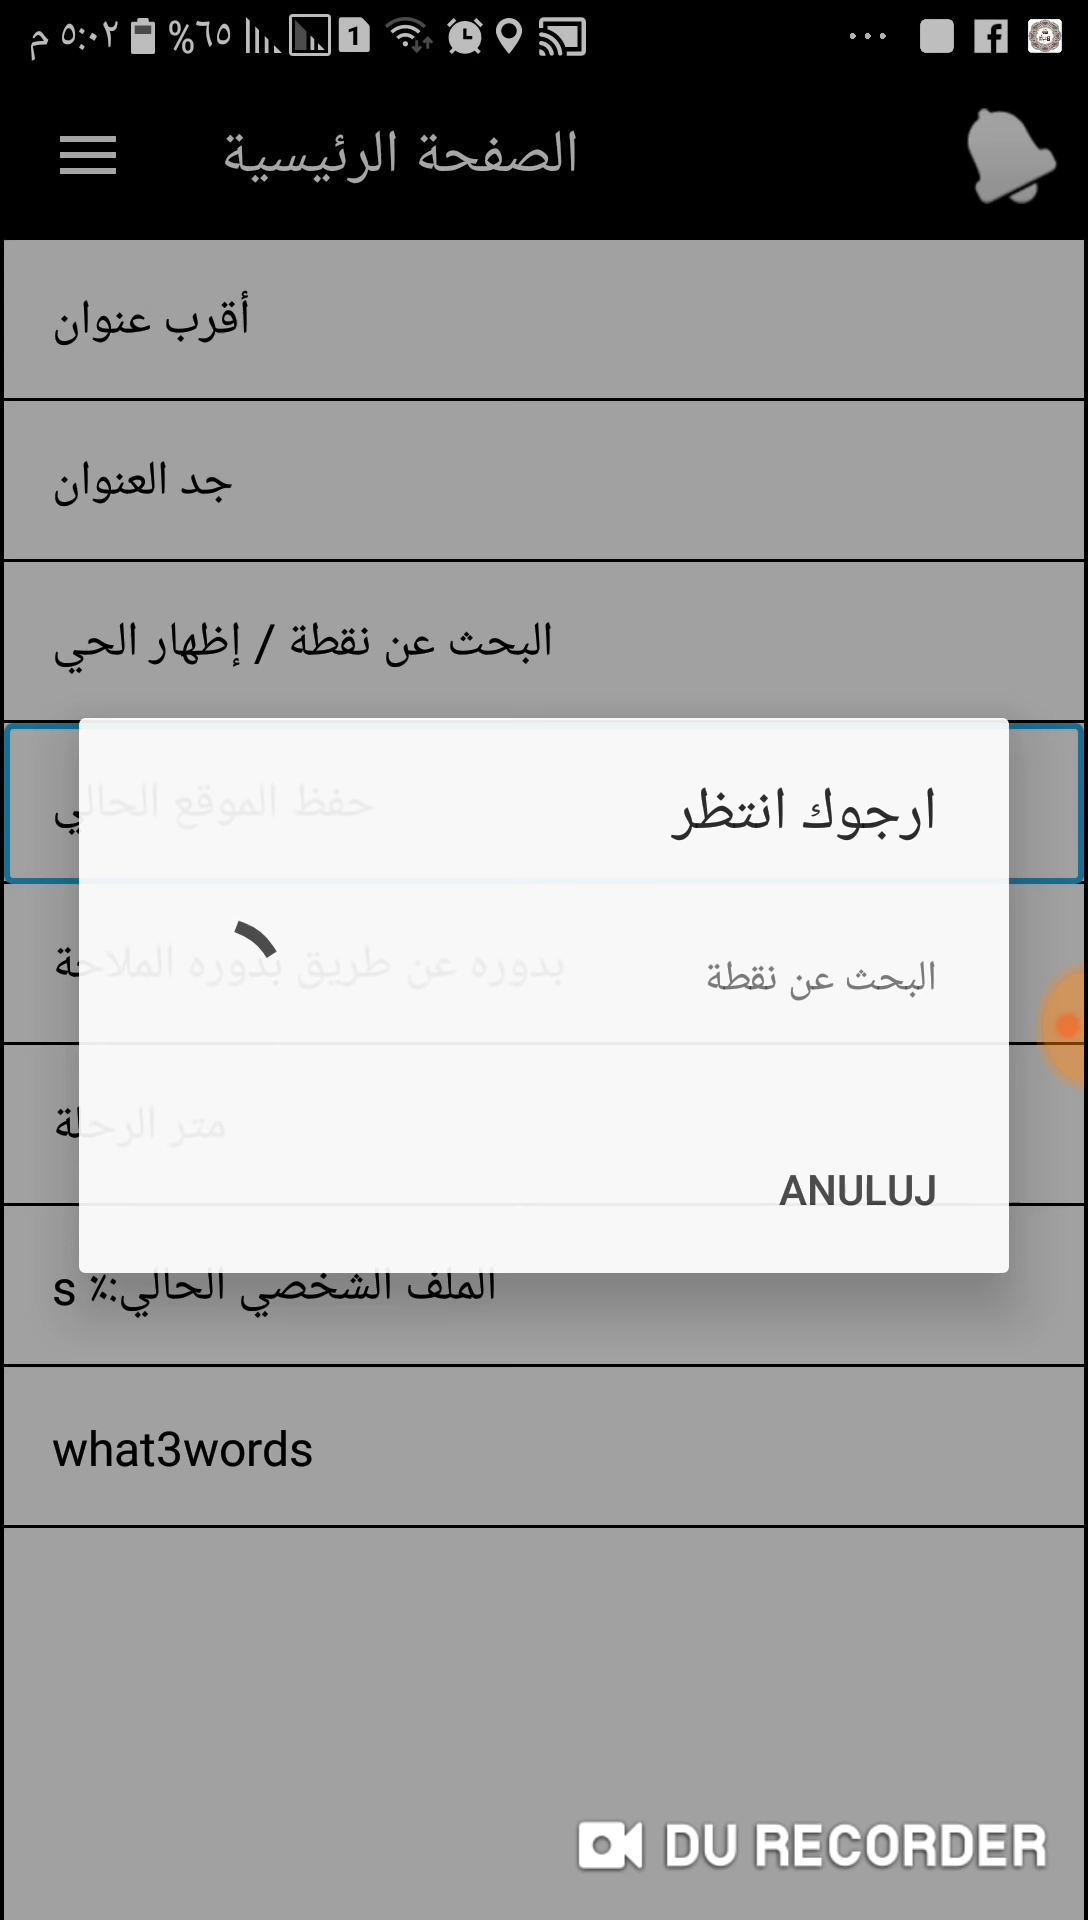 ٥:٠٢ م
%٦٥
1
الصفحة الرئيسية
أقرب عنوان
جد العنوان
البحث عن نقطة / إظهار الحي
حفظ الموقع الحالي
ارجوك انتظر
بدوره عن طريق بدوره الملاحة
البحث عن نقطة
متر الرحلة
ANULUJ
الملف الشخصي الحالي:٪ s
what3words
DU RECORDER